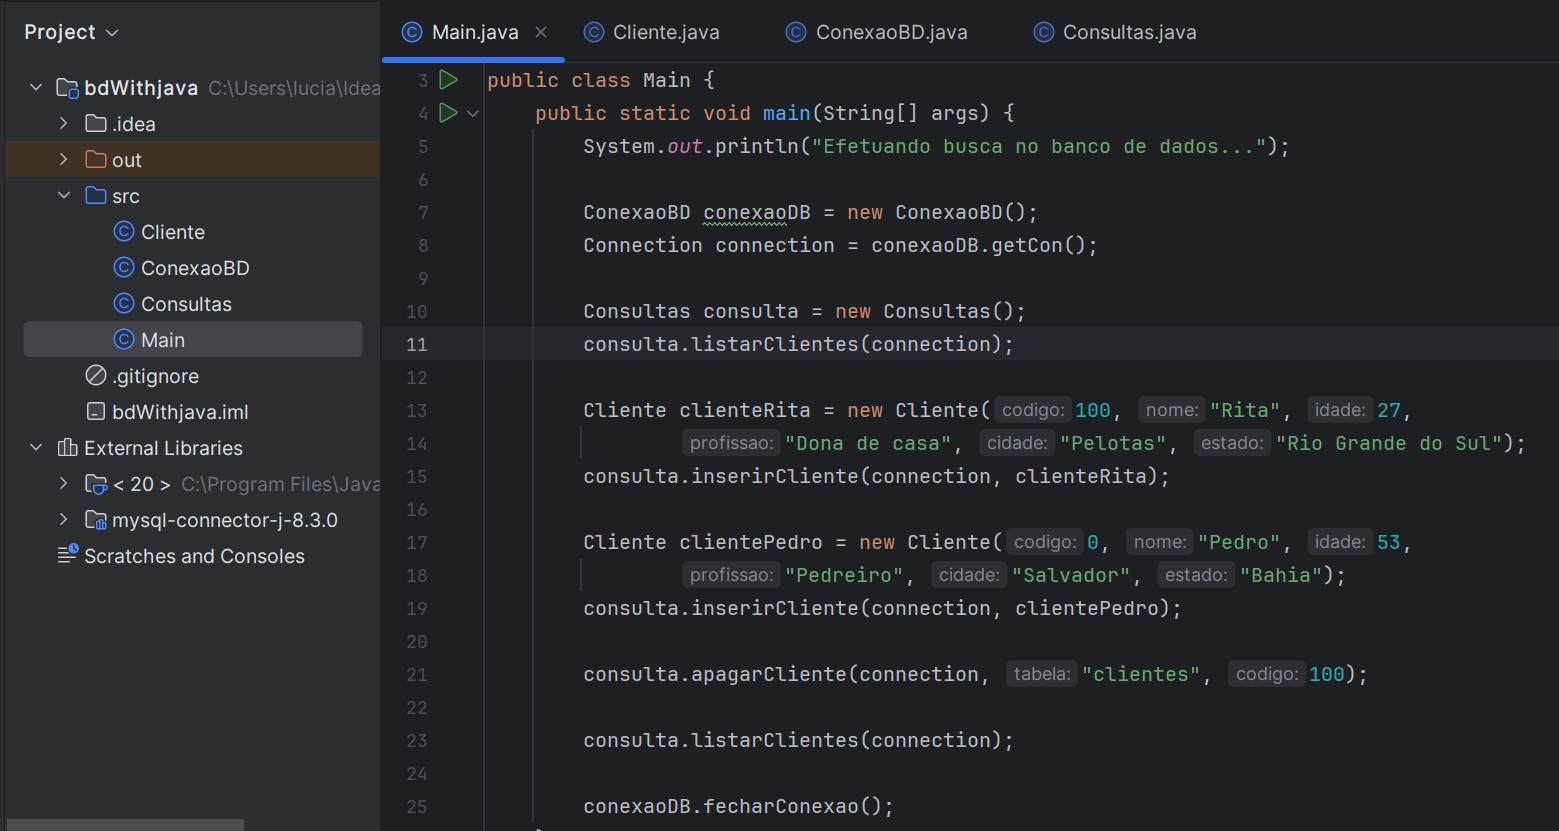 Project
bdWithjava C:\Users\lucia\Idea
.idea
out
src
Cliente
ConexaoBD
Consultas
Main
.gitignore
bdWithjava.iml
External Libraries
< 20 > C:\Program Files\Java
mysql-connector-j-8.3.0
Scratches and Consoles
Main.java Cliente.java ConexaoBD.java Consultas.java
3 public class Main {
4 public static void main(String[] args) {
5 System.out.println("Efetuando busca no banco de dados...");
6
7 ConexaoBD conexaoDB = new ConexaoBD();
8 Connection connection = conexaoDB.getCon();
9
10 Consultas consulta = new Consultas();
11 consulta.listarClientes(connection);
12
13 Cliente clienteRita = new Cliente( codigo: 100, nome: "Rita", idade: 27,
14 profissao: "Dona de casa", cidade: "Pelotas", estado: "Rio Grande do Sul");
15 consulta.inserirCliente(connection, clienteRita);
16
17 Cliente clientePedro = new Cliente( codigo: 0, nome: "Pedro", idade: 53,
18 profissao: "Pedreiro", cidade: "Salvador", estado: "Bahia");
19 consulta.inserirCliente(connection, clientePedro);
20
21 consulta.apagarCliente(connection, tabela: "clientes", codigo: 100);
22
23 consulta.listarClientes(connection);
24
25 conexaoDB.fecharConexao();